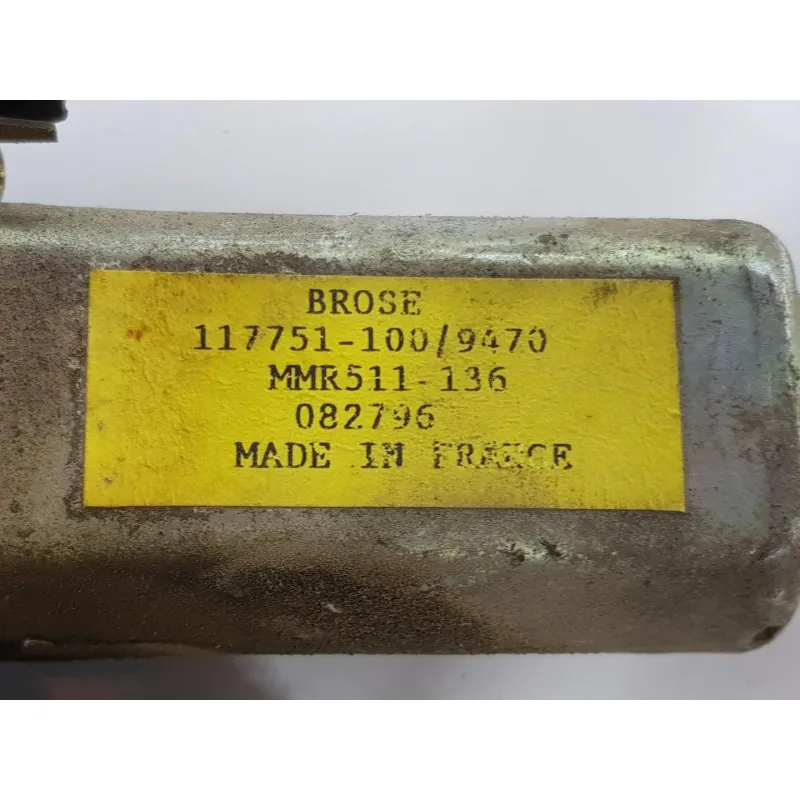 BROSE
117751-100/9470
MMR511-136
082796
MADE IN FRANCE